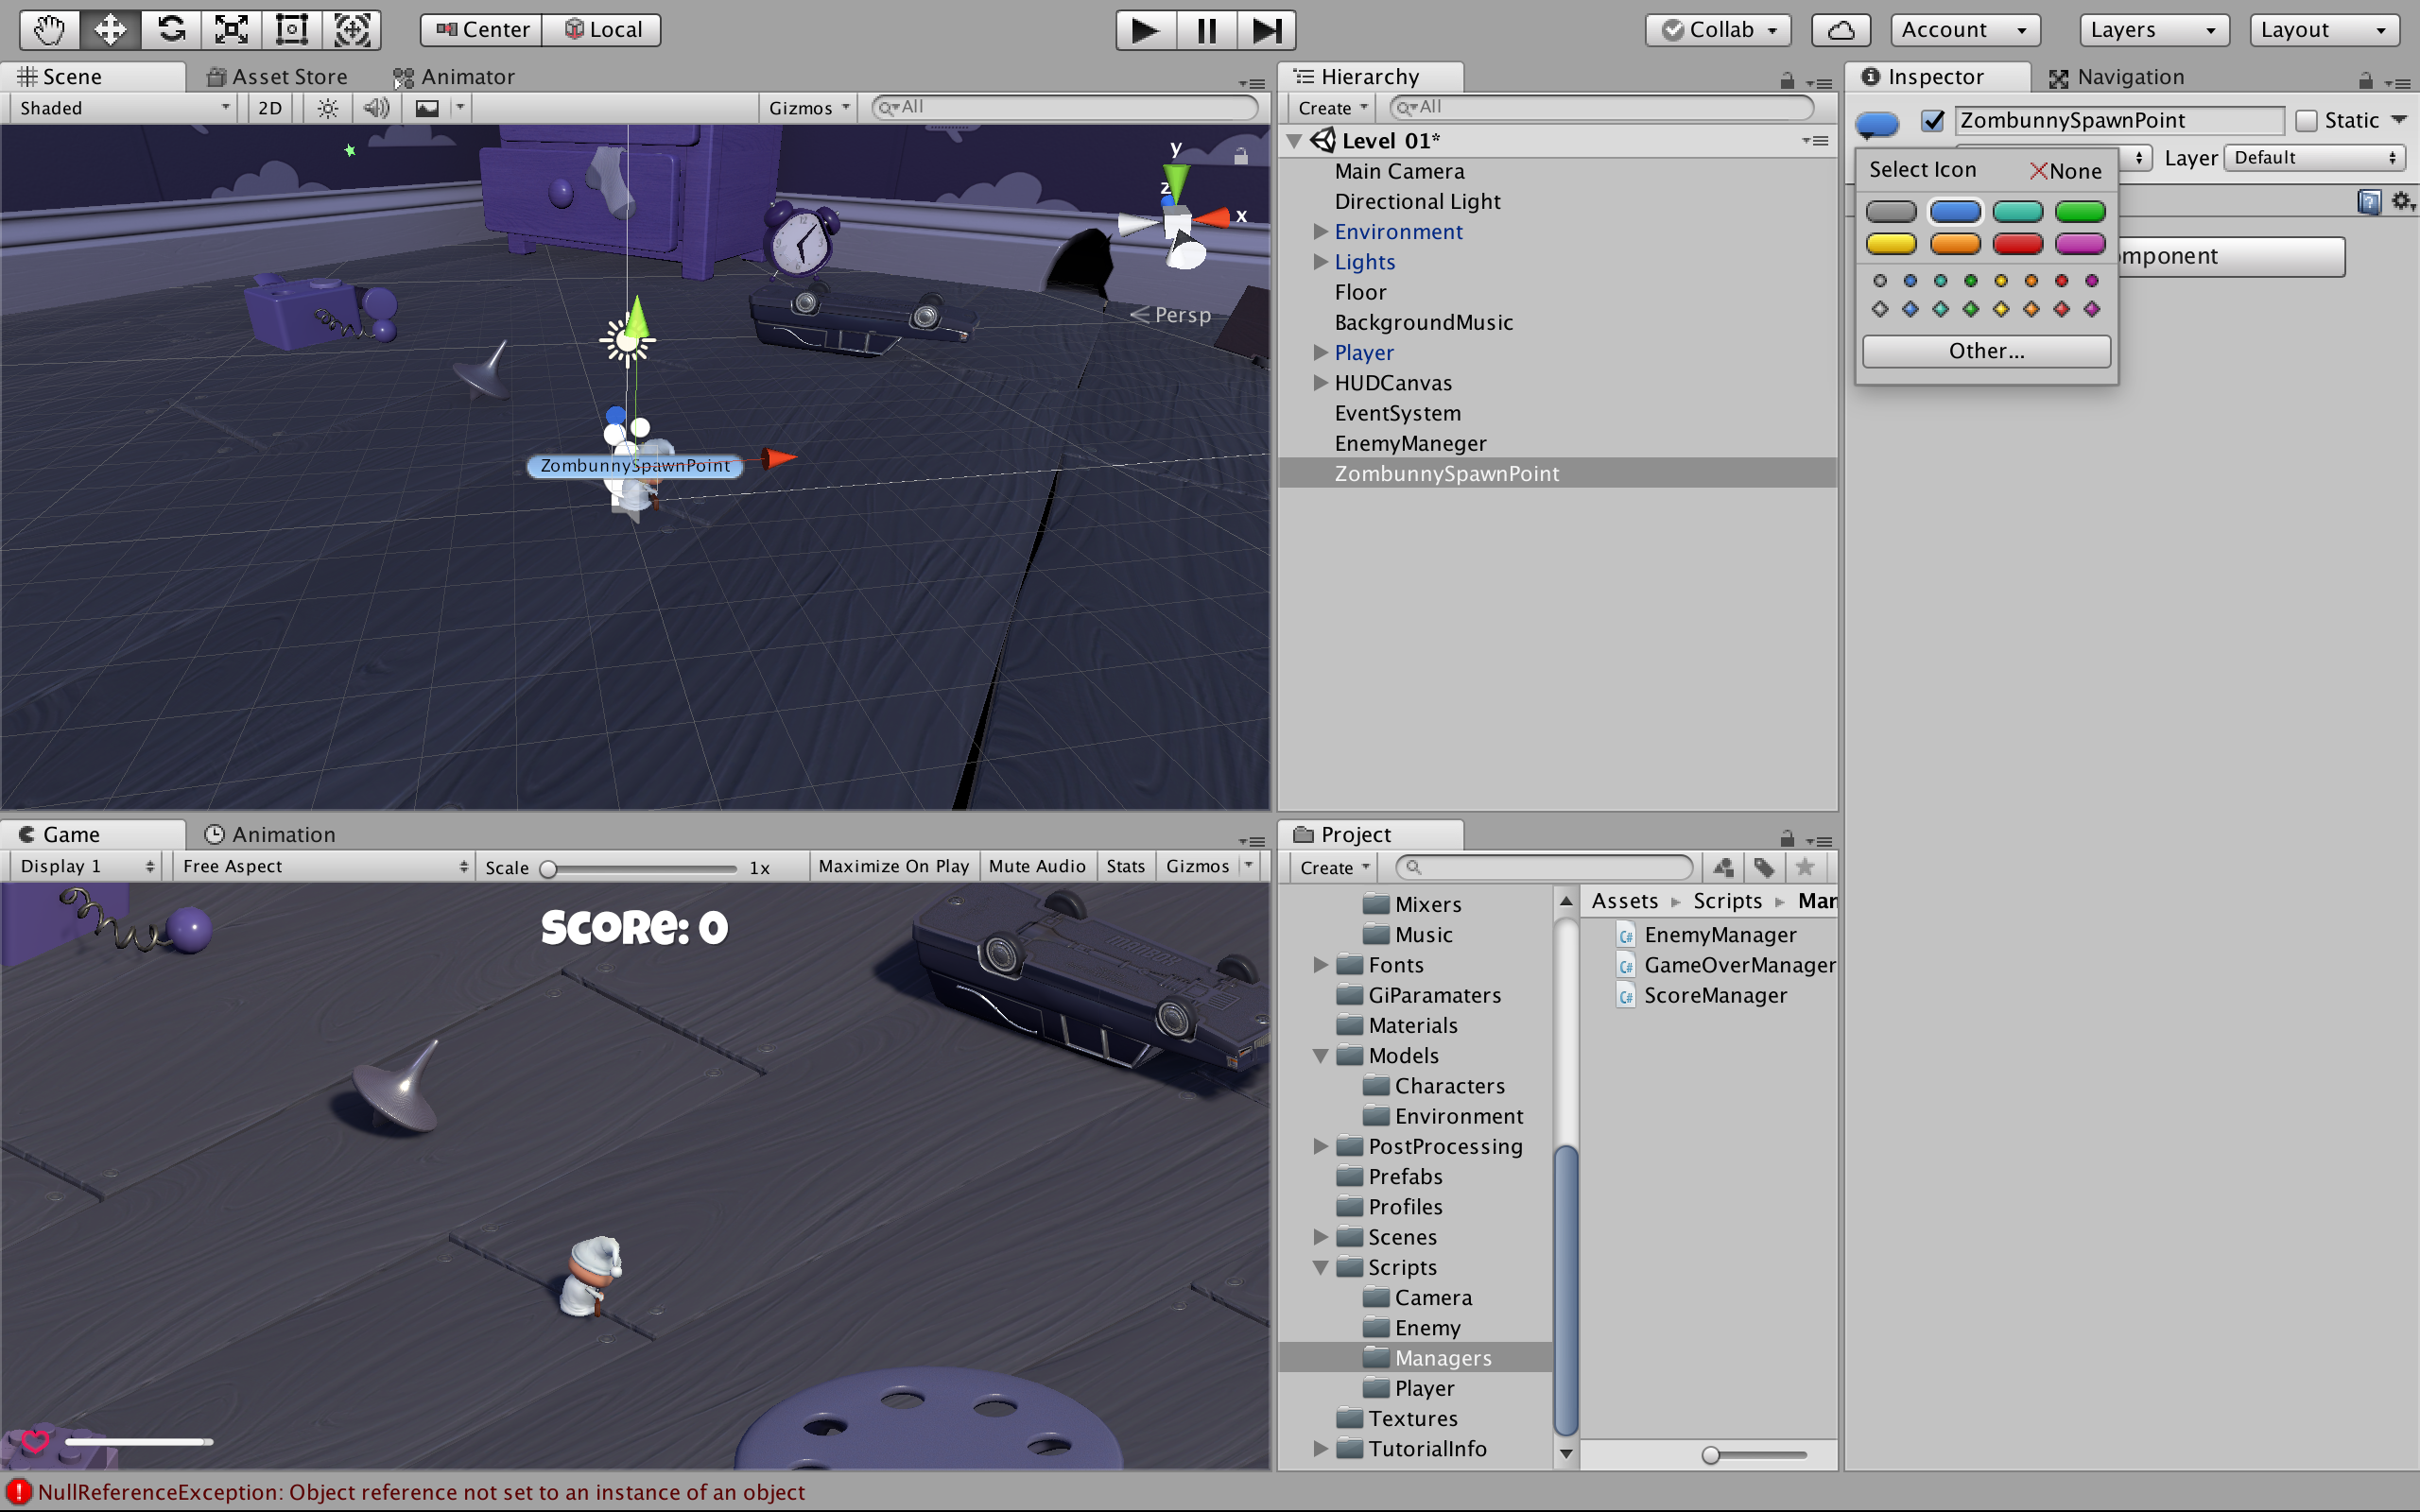 Center Local
Collab Account Layers Layout
Scene Asset Store Animator
Shaded 2D Gizmos All
y
z
x
Persp
ZombunnySpawnPoint
Hierarchy
Create All
Level 01*
Main Camera
Directional Light
Environment
Lights
Floor
BackgroundMusic
Player
HUDCanvas
EventSystem
EnemyManeger
ZombunnySpawnPoint
Inspector Navigation
ZombunnySpawnPoint Static
Layer Default
Select Icon None
mponent
Other...
Game Animation
Display 1 Free Aspect Scale 1x Maximize On Play Mute Audio Stats Gizmos
SCORE: 0
Project
Create
Mixers
Music
Fonts
GiParamaters
Materials
Models
Characters
Environment
PostProcessing
Prefabs
Profiles
Scenes
Scripts
Camera
Enemy
Managers
Player
Textures
TutorialInfo
Assets Scripts Man
C# EnemyManager
C# GameOverManager
C# ScoreManager
NullReferenceException: Object reference not set to an instance of an object